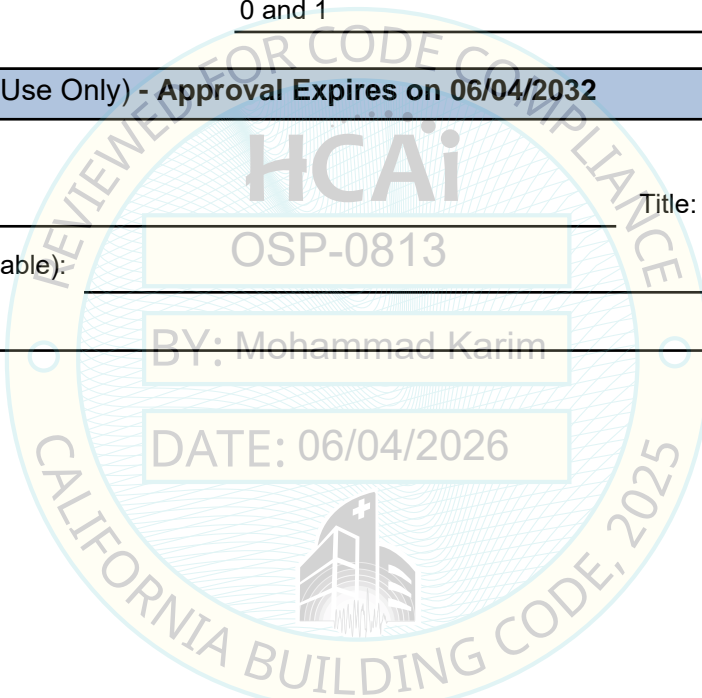 0 and 1
Use Only) - Approval Expires on 06/04/2032
REVIEWED FOR CODE COMPLIANCE
HCAi
Title:
OSP-0813
able):
BY: Mohammad Karim
DATE: 06/04/2026
CALIFORNIA BUILDING CODE, 2025